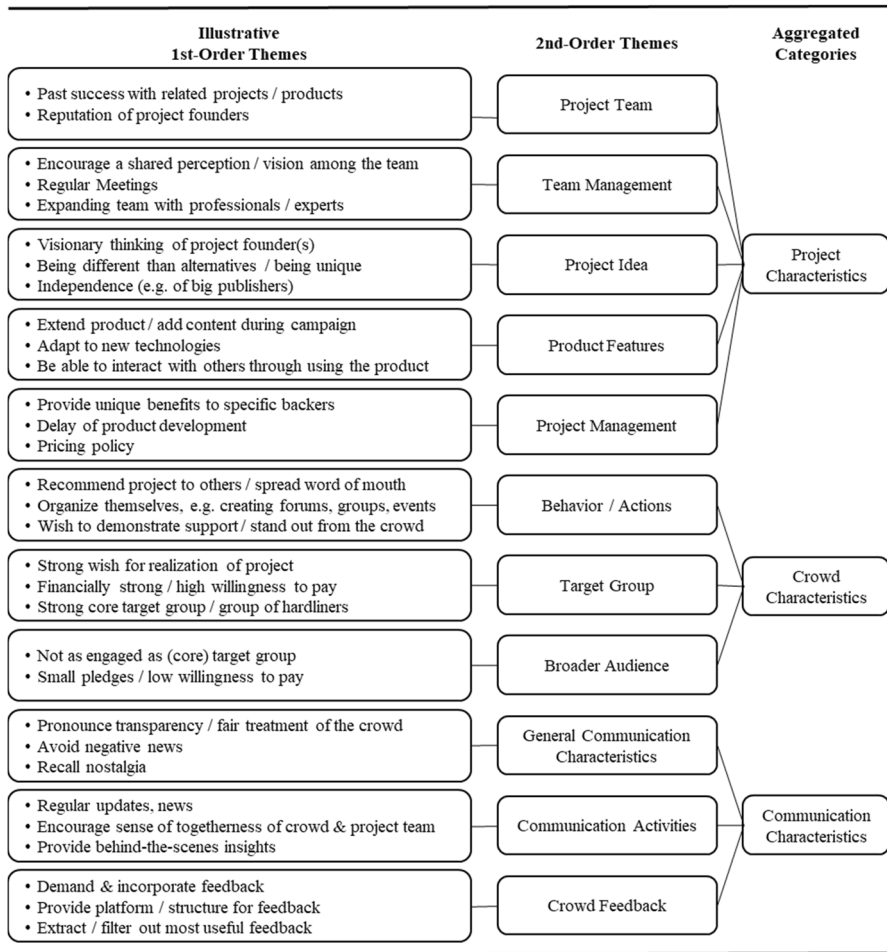 Illustrative
1st-Order Themes
2nd-Order Themes
Aggregated
Categories
• Past success with related projects / products
• Reputation of project founders
Project Team
• Encourage a shared perception / vision among the team
• Regular Meetings
• Expanding team with professionals / experts
Team Management
• Visionary thinking of project founder(s)
• Being different than alternatives / being unique
• Independence (e.g. of big publishers)
Project Idea
Project
Characteristics
• Extend product / add content during campaign
• Adapt to new technologies
• Be able to interact with others through using the product
Product Features
• Provide unique benefits to specific backers
• Delay of product development
• Pricing policy
Project Management
• Recommend project to others / spread word of mouth
• Organize themselves, e.g. creating forums, groups, events
• Wish to demonstrate support / stand out from the crowd
Behavior / Actions
• Strong wish for realization of project
• Financially strong / high willingness to pay
• Strong core target group / group of hardliners
Target Group
Crowd
Characteristics
• Not as engaged as (core) target group
• Small pledges / low willingness to pay
Broader Audience
• Pronounce transparency / fair treatment of the crowd
• Avoid negative news
• Recall nostalgia
General Communication
Characteristics
• Regular updates, news
• Encourage sense of togetherness of crowd & project team
• Provide behind-the-scenes insights
Communication Activities
Communication
Characteristics
• Demand & incorporate feedback
• Provide platform / structure for feedback
• Extract / filter out most useful feedback
Crowd Feedback